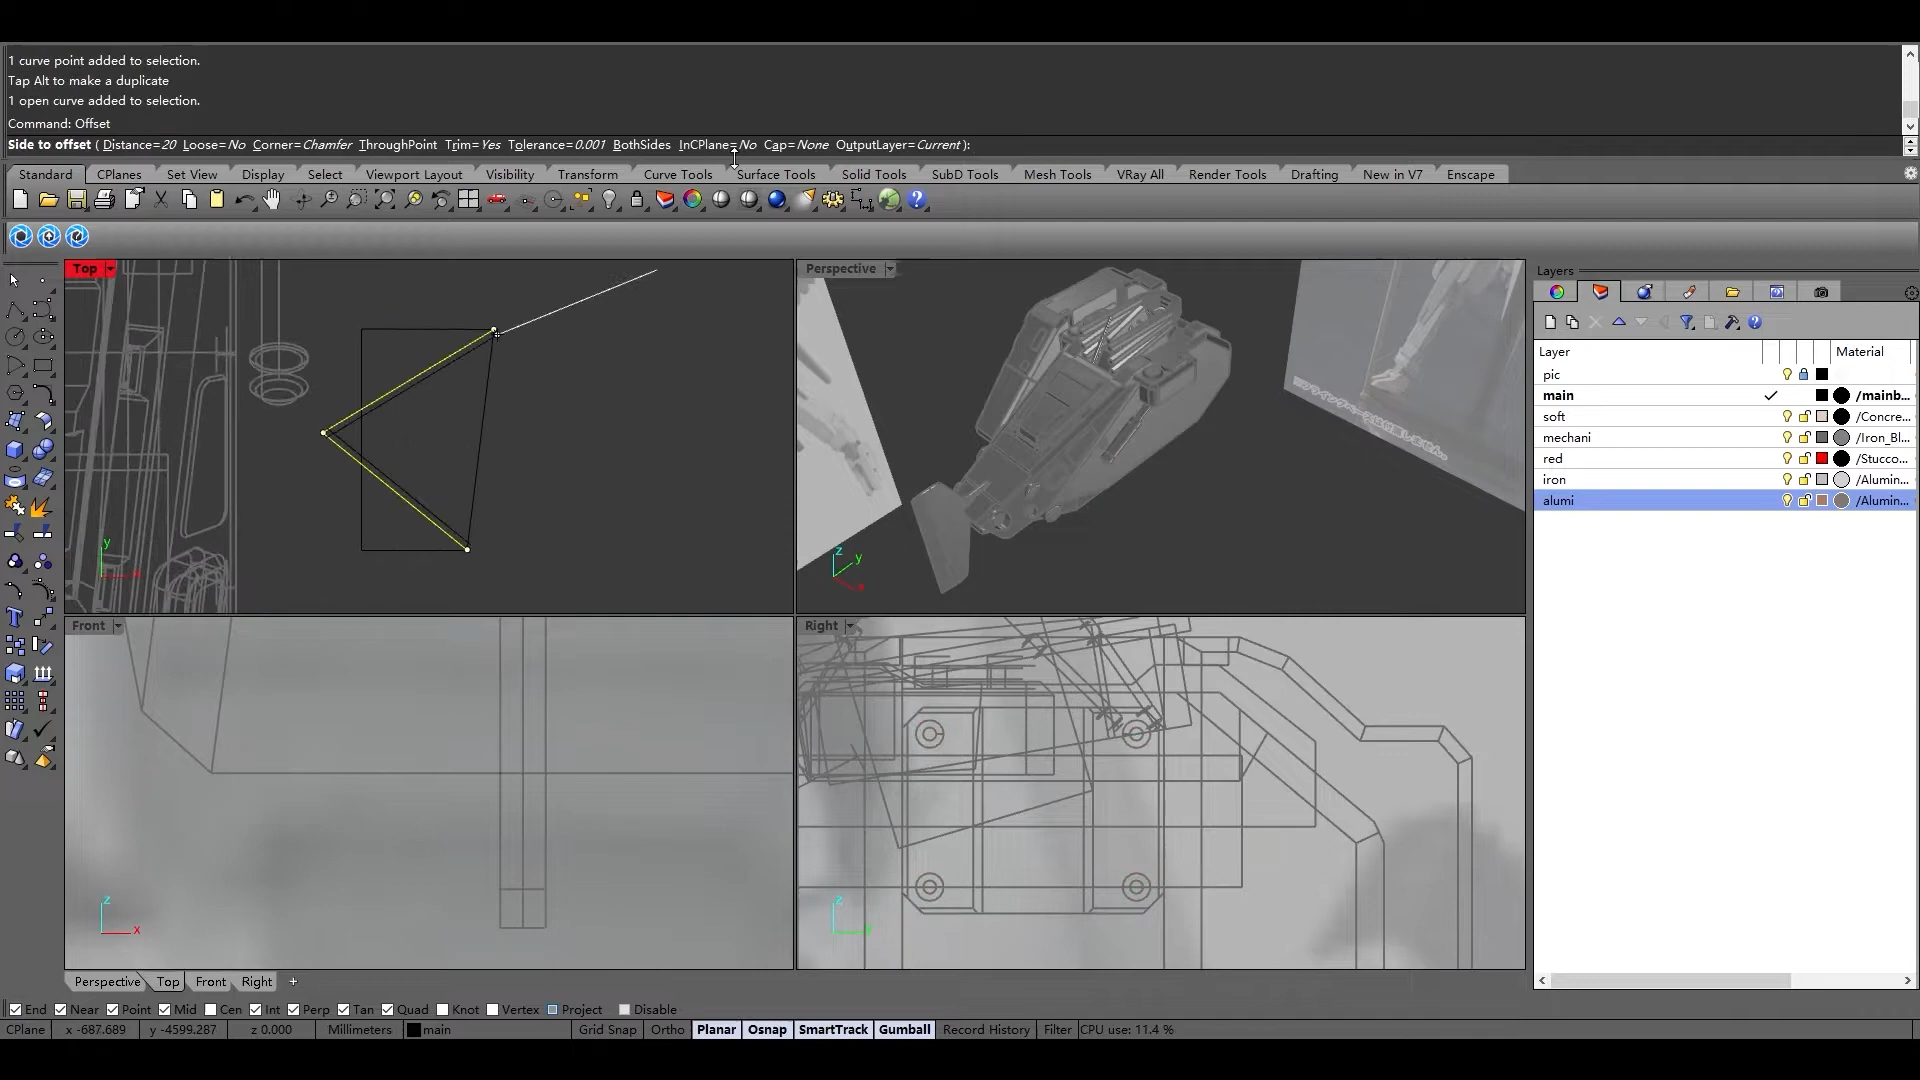 1 curve point added to selection.
Tap Alt to make a duplicate
1 open curve added to selection.
Command: Offset
Side to offset ( Distance=20 Loose=No Corner=Chamfer ThroughPoint Trim=Yes Tolerance=0.001 BothSides InCPlane=No Cap=None OutputLayer=Current ):
Standard CPlanes Set View Display Select Viewport Layout Visibility Transform Curve Tools Surface Tools Solid Tools SubD Tools Mesh Tools VRay All Render Tools Drafting New in V7 Enscape
Top
Perspective
Layers
Layer Material
pic
main /mainb...
soft /Concre...
mechani /Iron_Bl...
red /Stucco...
iron /Alumin...
alumi /Alumin...
y
z y x
Front
Right
z x
z y
Perspective Top Front Right +
End Near Point Mid Cen Int Perp Tan Quad Knot Vertex Project Disable
CPlane x -687.689 y -4599.287 z 0.000 Millimeters main Grid Snap Ortho Planar Osnap SmartTrack Gumball Record History Filter CPU use: 11.4 %